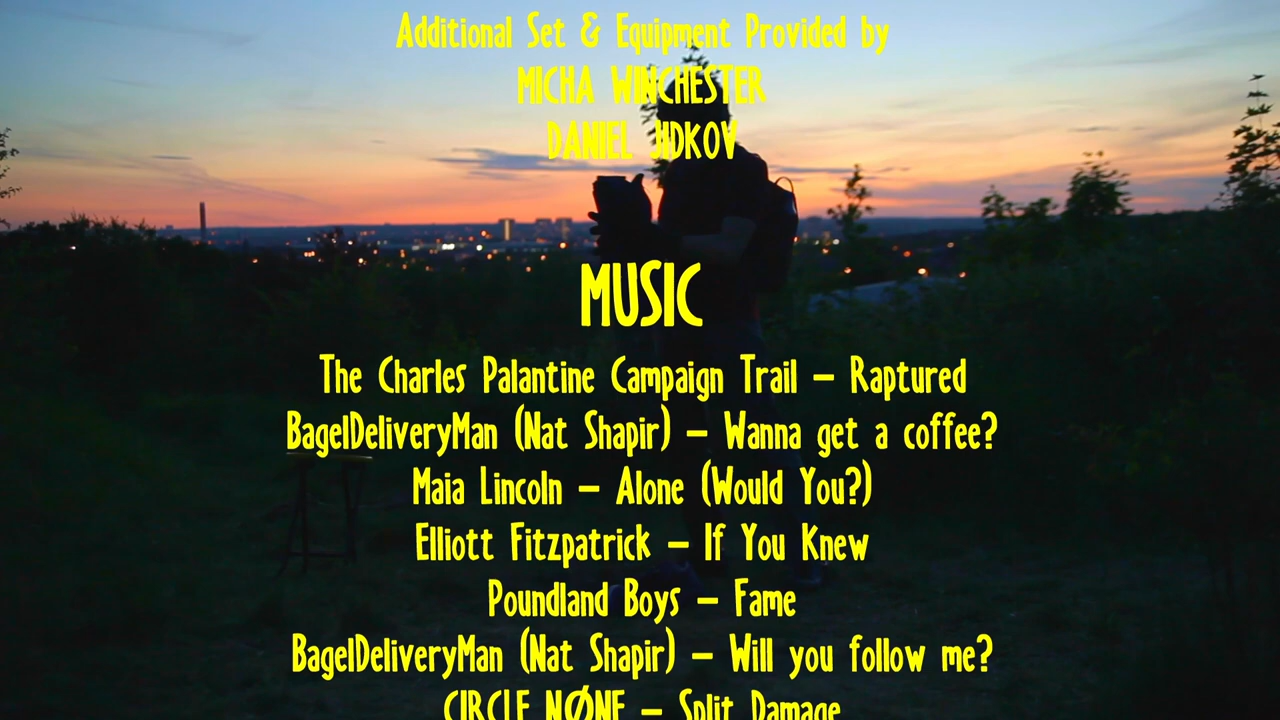 Additional Set & Equipment Provided by
MICHA WINCHESTER
DANIEL JIDKOV
MUSIC
The Charles Palantine Campaign Trail – Raptured
BagelDeliveryMan (Nat Shapir) – Wanna get a coffee?
Maia Lincoln – Alone (Would You?)
Elliott Fitzpatrick – If You Knew
Poundland Boys – Fame
BagelDeliveryMan (Nat Shapir) – Will you follow me?
CIRCLE NØNE – Split Damage